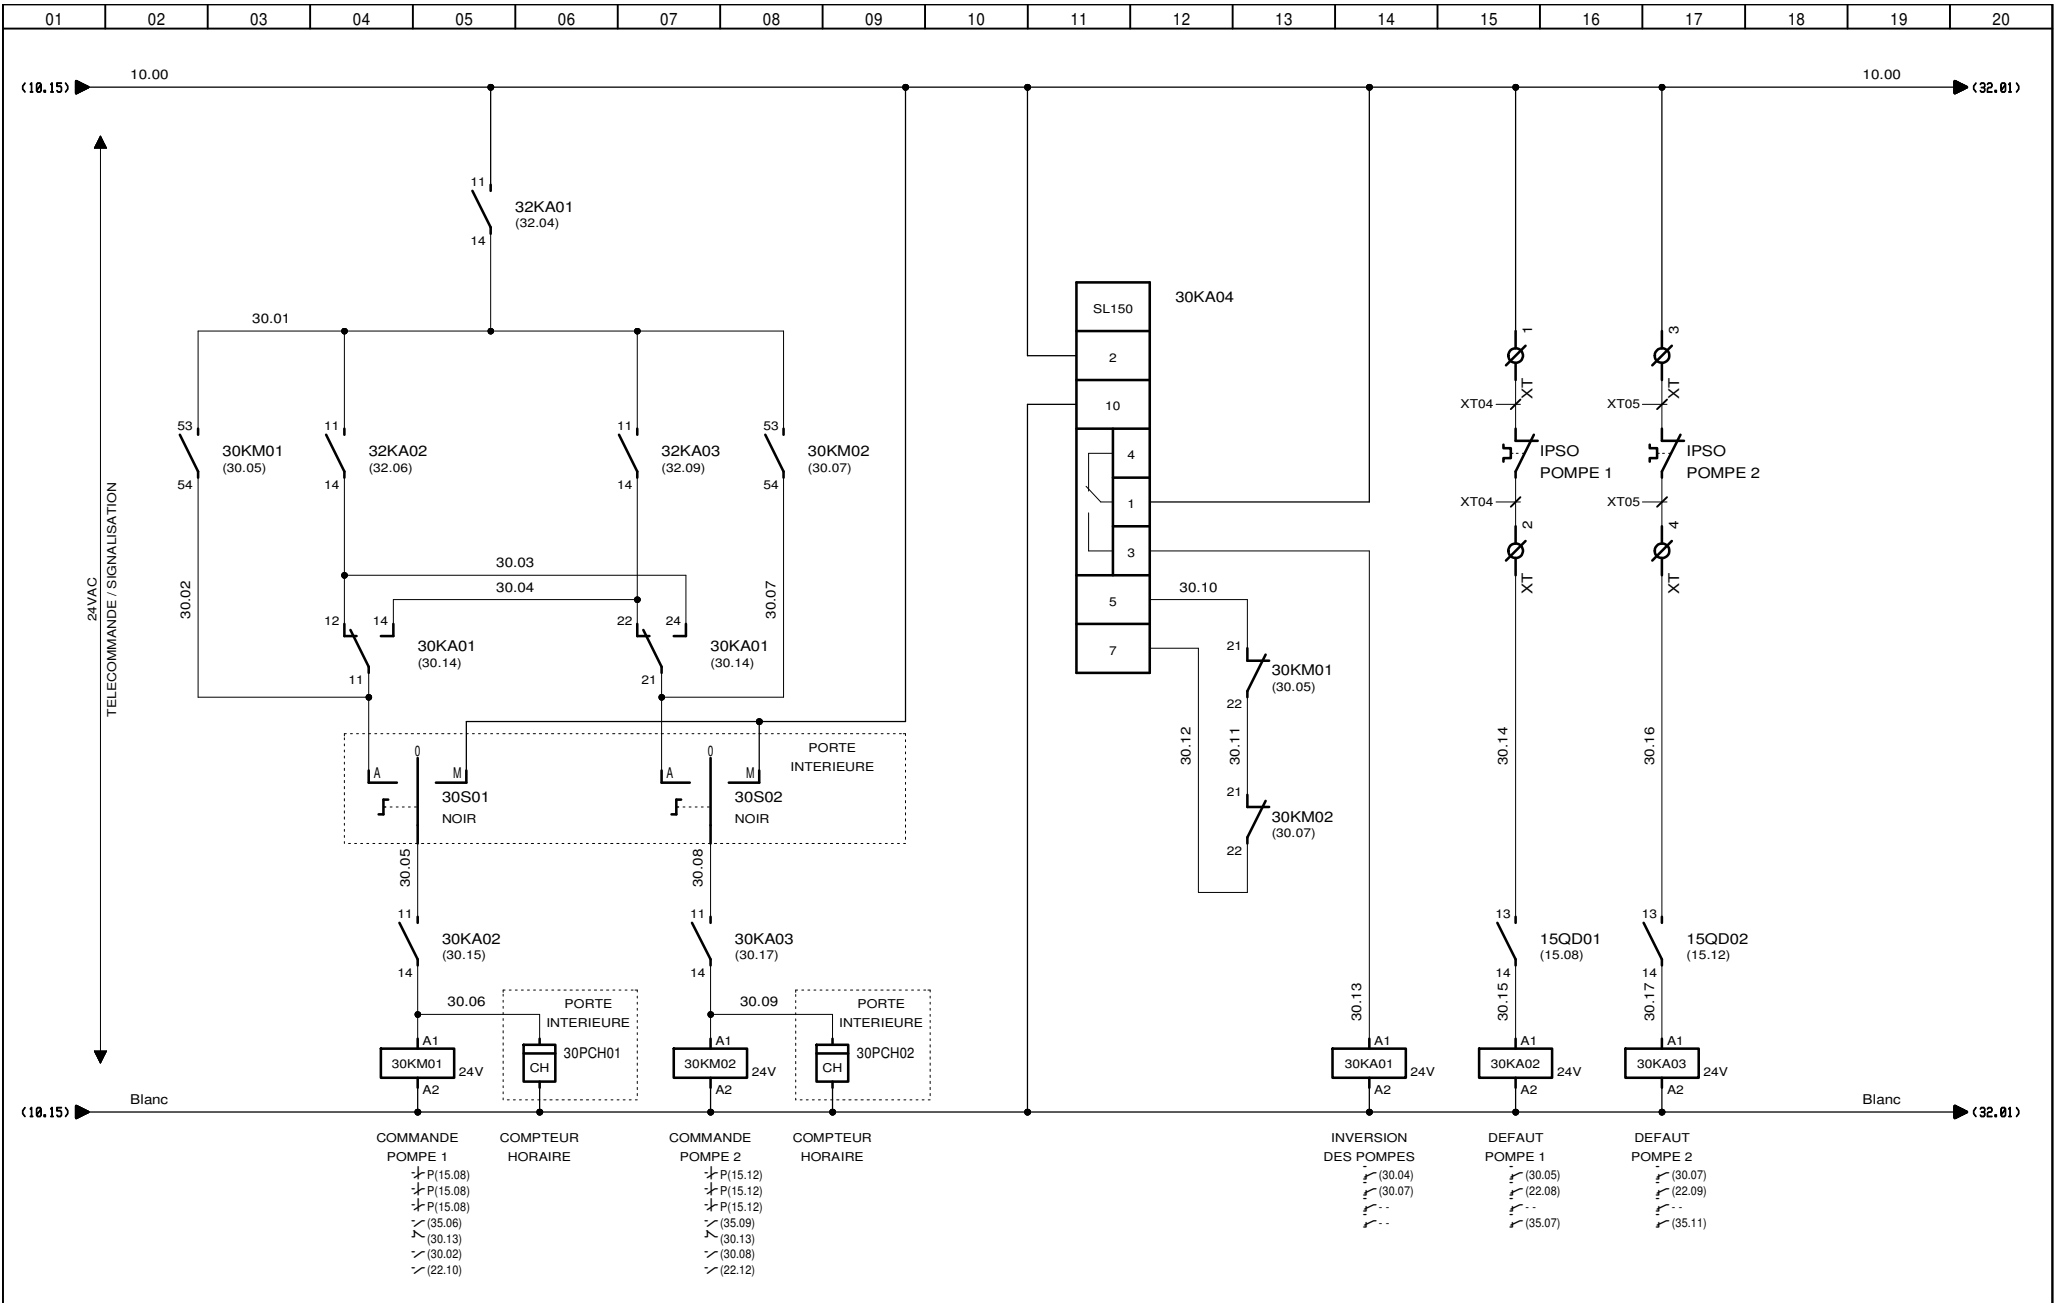 01 02 03 04 05 06 07 08 09 10 11 12 13 14 15 16 17 18 19 20
10.00 10.00
(10.15) (32.01)
11
32KA01
(32.04)
14
SL150 30KA04
30.01
2
10
1 3
XT XT
XT04 XT05
53 11 11 53
30KM01 32KA02 32KA03 30KM02
(30.05) (32.06) (32.09) (30.07)
54 14 14 54
4
1
3
IPSO IPSO
POMPE 1 POMPE 2
XT04 XT05
2 4
XT XT
24VAC
TELECOMMANDE / SIGNALISATION
30.03
30.04
30.02 30.07
12 14 22 24
30KA01 30KA01
(30.14) (30.14)
11 21
5 30.10
7
21
30KM01
(30.05)
22
30.12 30.11 30.14 30.16
PORTE
INTERIEURE
0 0
A M A M
30S01 30S02
NOIR NOIR
21
30KM02
(30.07)
22
30.05 30.08
11 11 13 13
30KA02 30KA03 15QD01 15QD02
(30.15) (30.17) (15.08) (15.12)
14 14 14 14
30.06 30.09
PORTE PORTE
INTERIEURE INTERIEURE
30.13 30.15 30.17
A1 A1 A1 A1 A1
30KM01 24V CH 30PCH01 30KM02 24V CH 30PCH02 30KA01 24V 30KA02 24V 30KA03 24V
A2 A2 A2 A2 A2
Blanc Blanc
(10.15) (32.01)
COMMANDE COMPTEUR COMMANDE COMPTEUR INVERSION DEFAUT DEFAUT
POMPE 1 HORAIRE POMPE 2 HORAIRE DES POMPES POMPE 1 POMPE 2
P(15.08) P(15.12) (30.04) (30.05) (30.07)
P(15.08) P(15.12) (30.07) (22.08) (22.09)
P(15.08) P(15.12) -- -- --
(35.06) (35.09) -- (35.07) (35.11)
(30.13) (30.13)
(30.02) (30.08)
(22.10) (22.12)